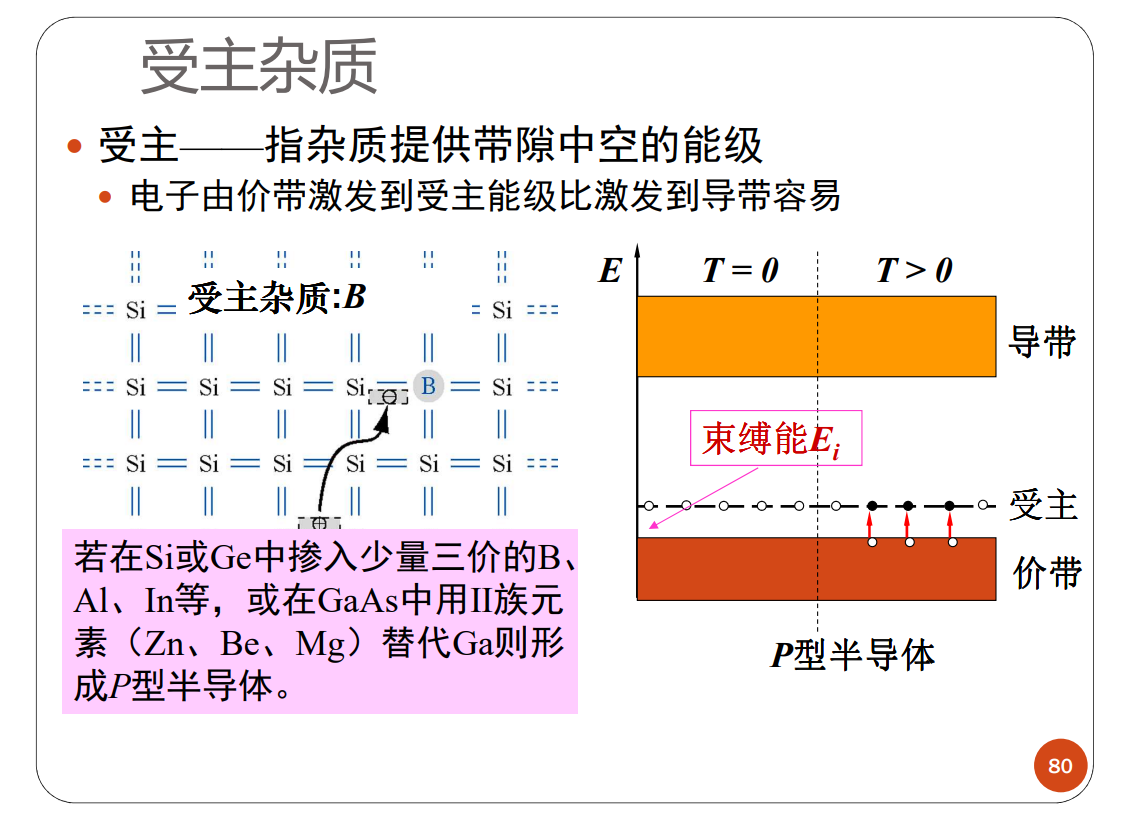 受主杂质
• 受主——指杂质提供带隙中空的能级
• 电子由价带激发到受主能级比激发到导带容易
受主杂质:B
Si Si
Si Si Si Si B Si
Si Si Si Si Si Si
若在Si或Ge中掺入少量三价的B、
Al、In等，或在GaAs中用II族元
素（Zn、Be、Mg）替代Ga则形
成P型半导体。
E T = 0 T > 0
导带
束缚能Ei
受主
价带
P型半导体
80